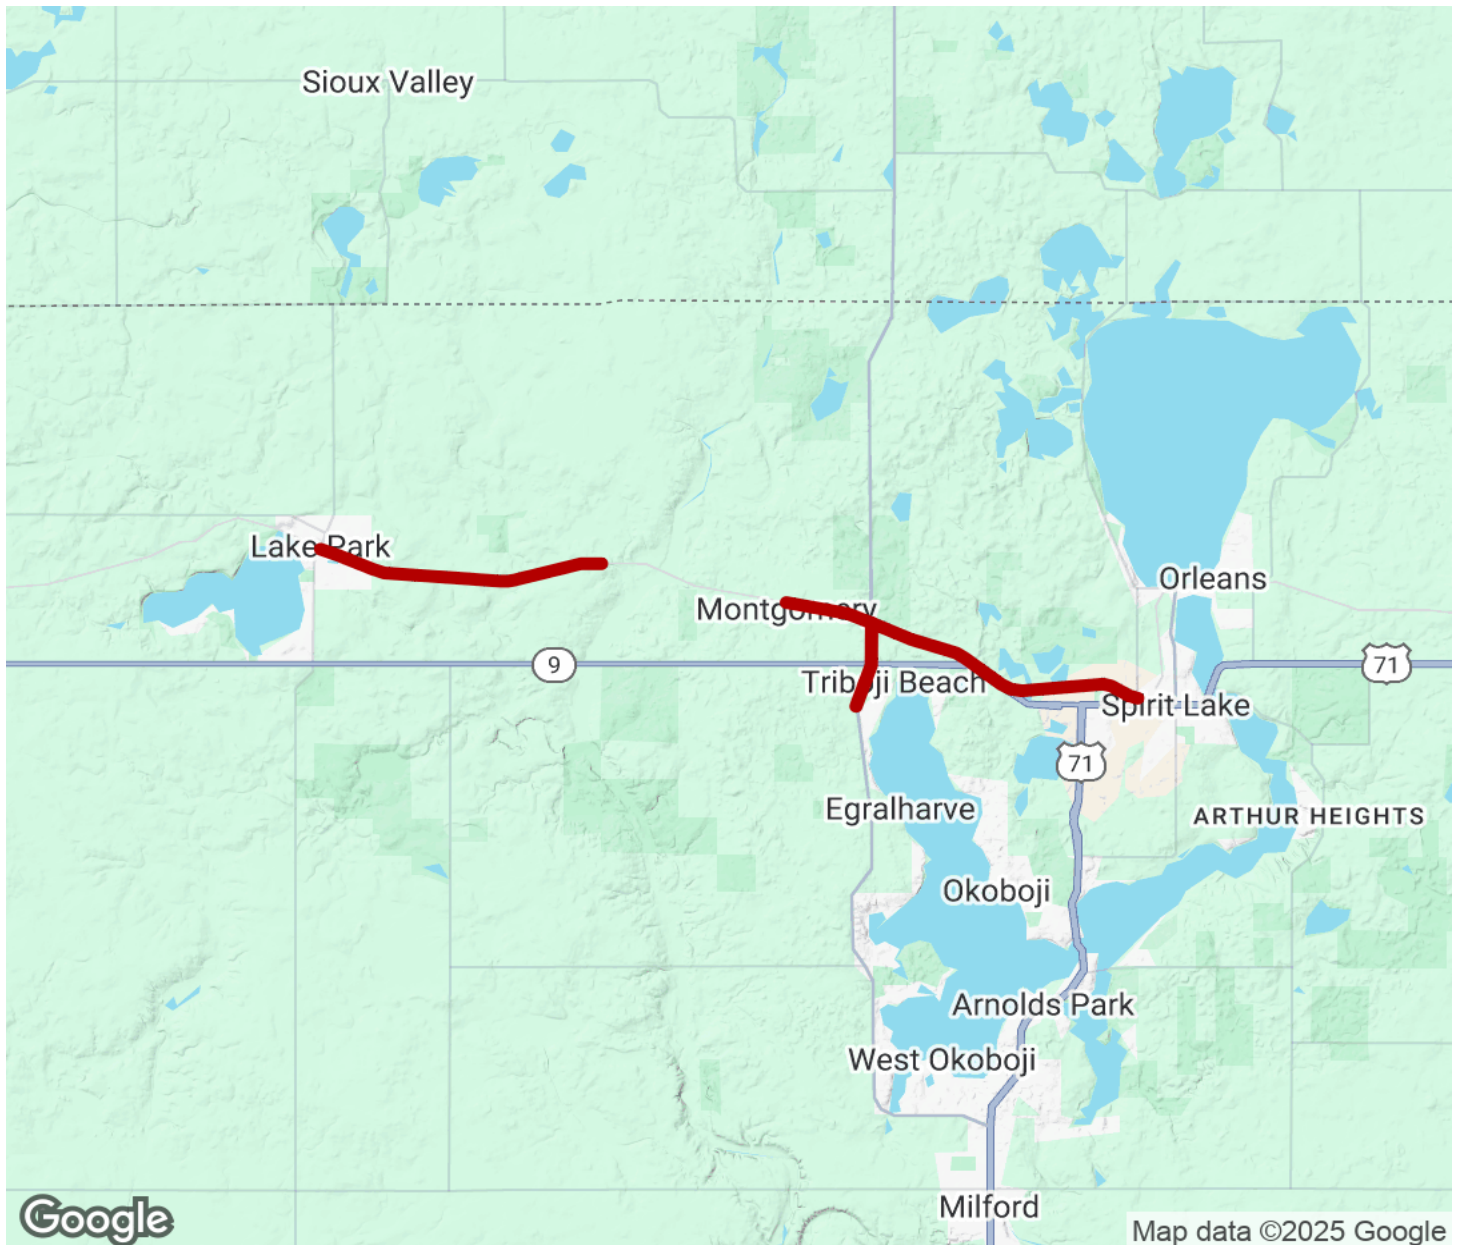 Sioux Valley
Lake Park
Orleans
Montgomery
9
71
Triboji Beach
Spirit Lake
71
Egralharve
ARTHUR HEIGHTS
Okoboji
Arnolds Park
West Okoboji
Milford
Google
Map data ©2025 Google